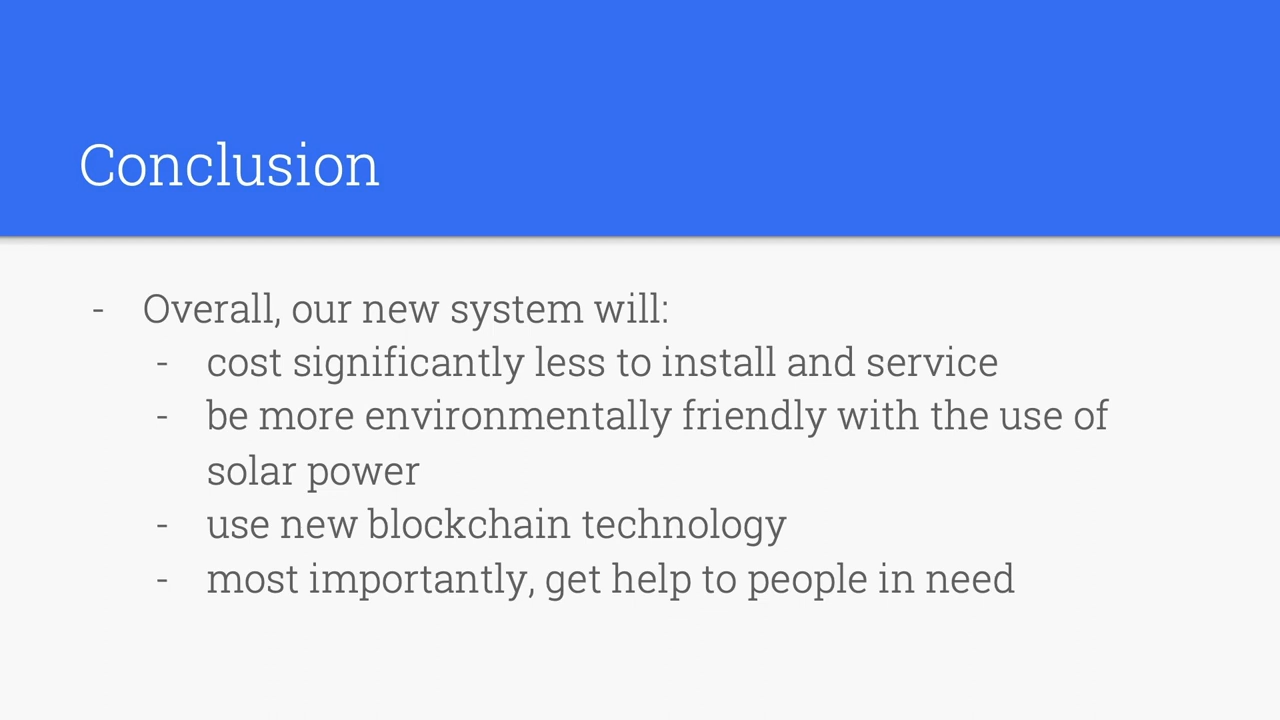 Conclusion
- Overall, our new system will:
- cost significantly less to install and service
- be more environmentally friendly with the use of
solar power
- use new blockchain technology
- most importantly, get help to people in need